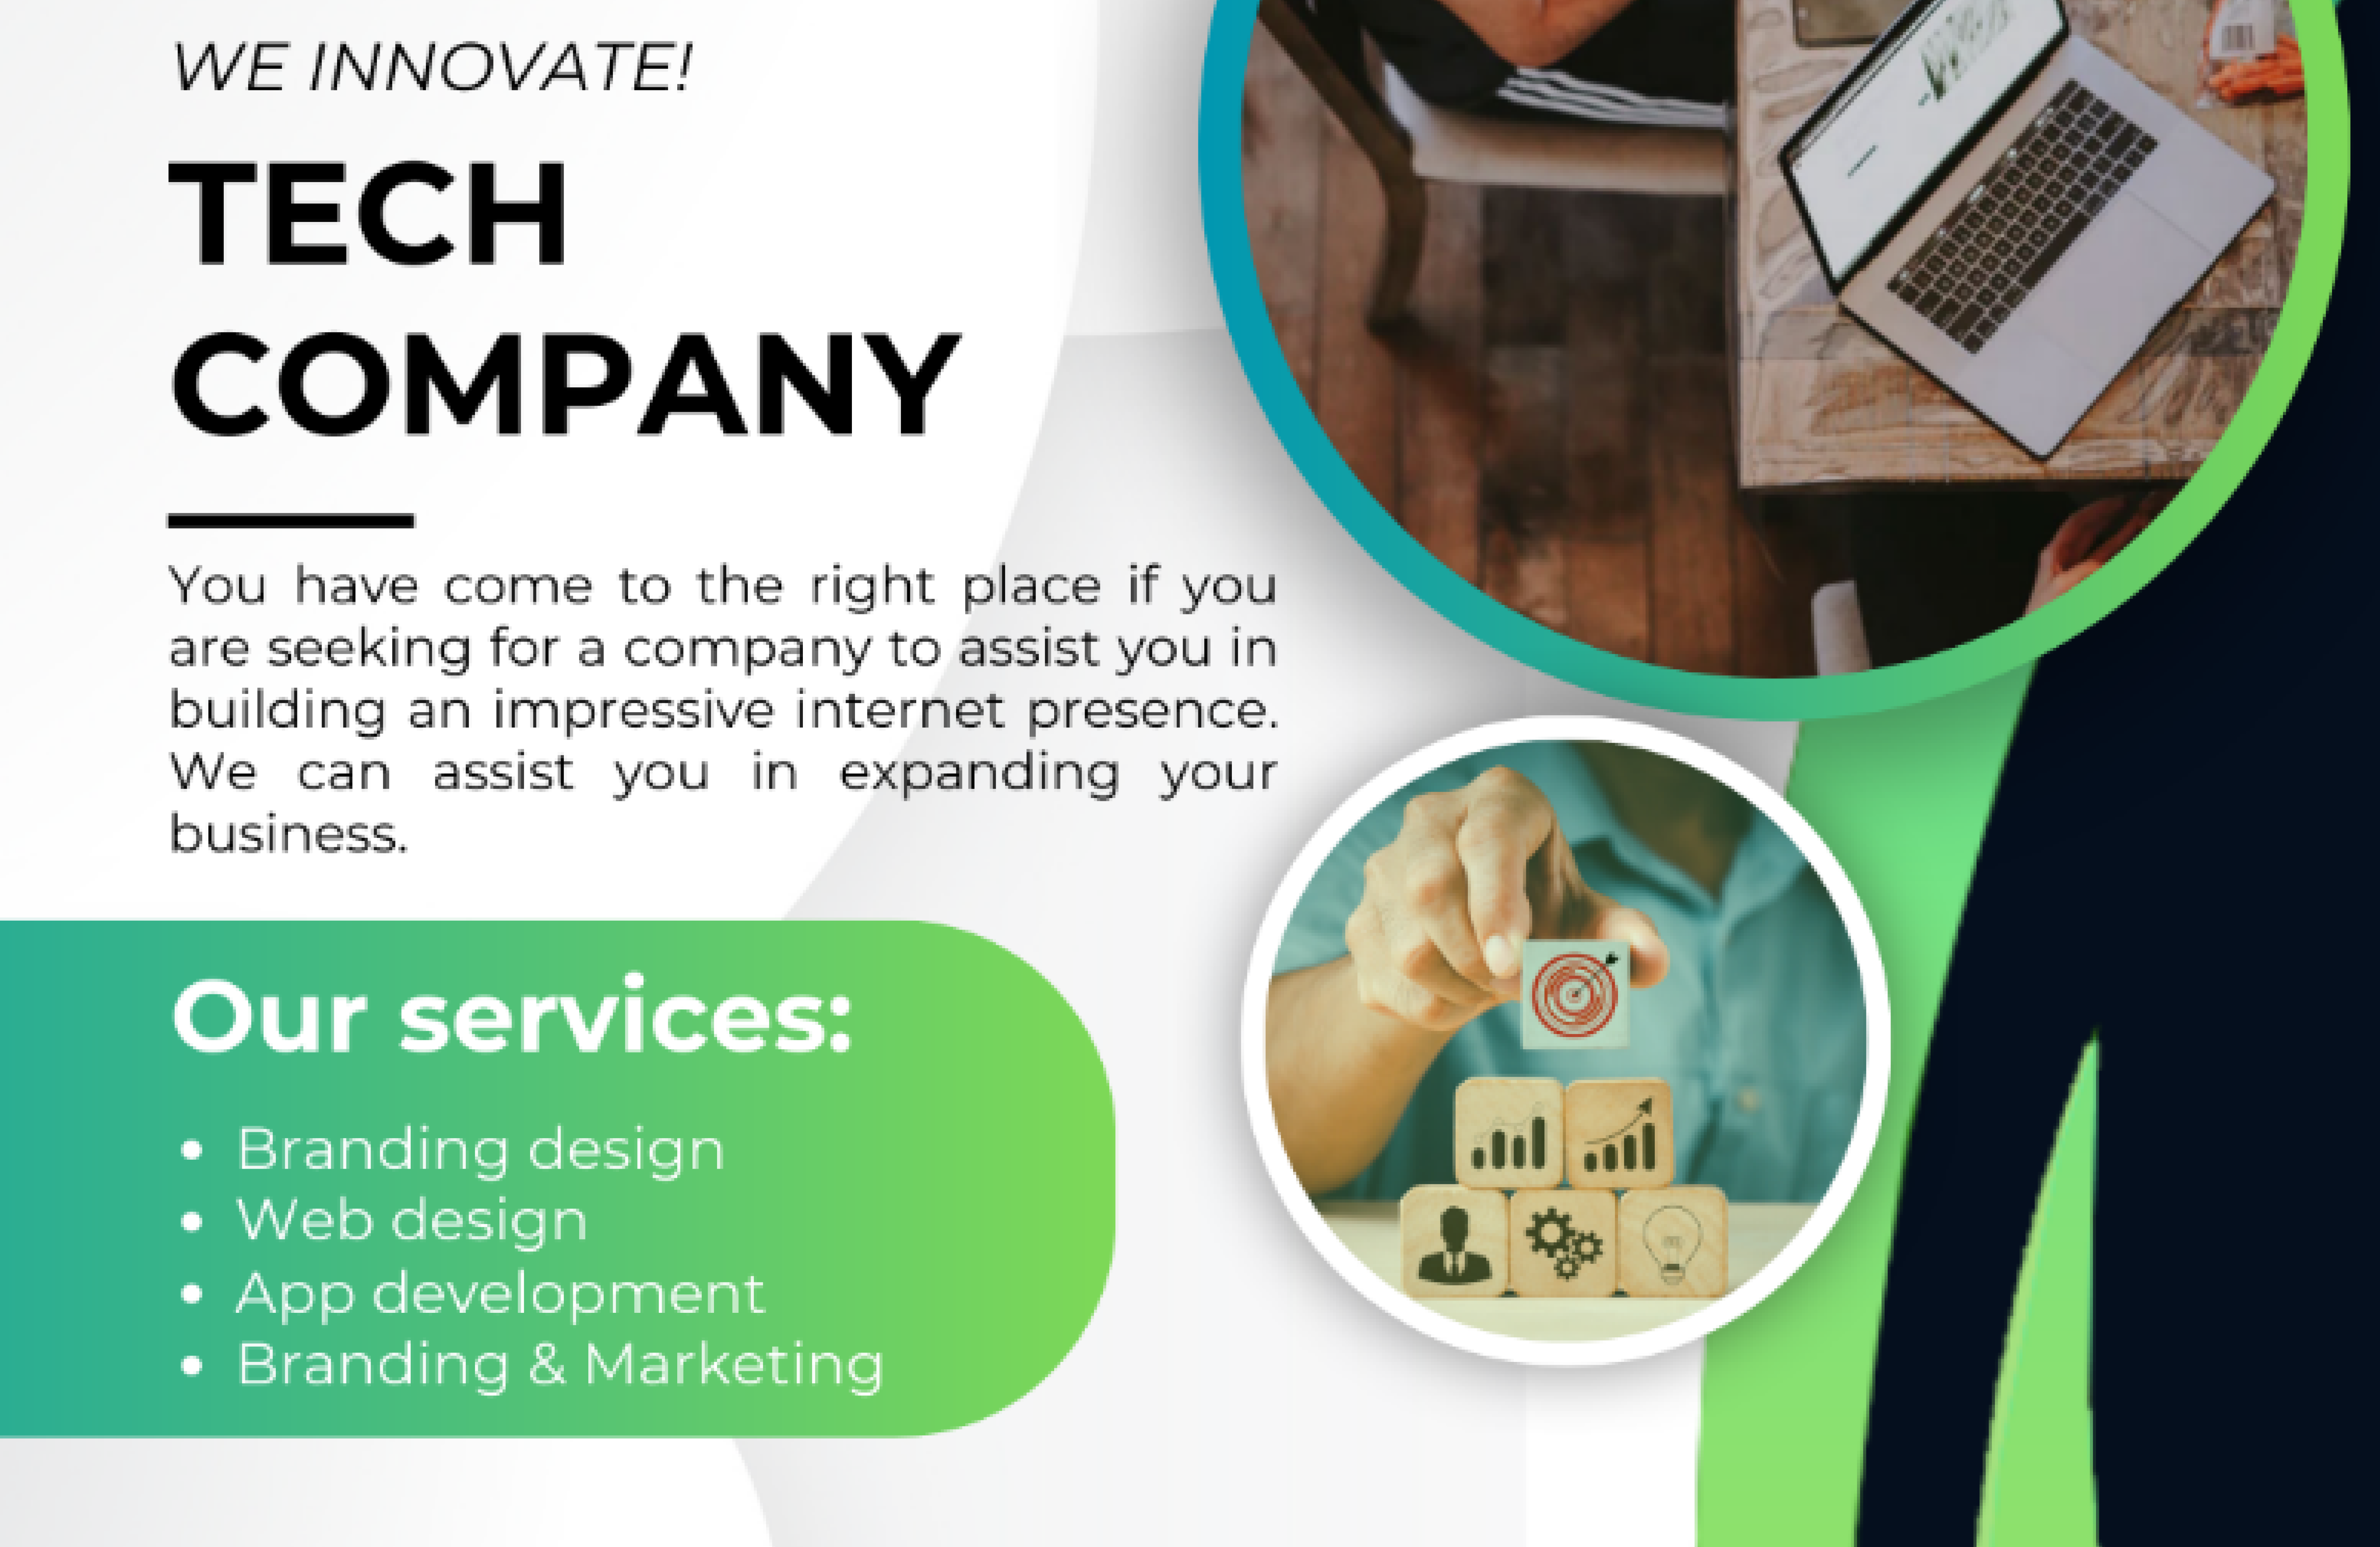 WE INNOVATE!
TECH
COMPANY
You have come to the right place if you
are seeking for a company to assist you in
building an impressive internet presence.
We can assist you in expanding your
business.
Our services:
• Branding design
• Web design
• App development
• Branding & Marketing